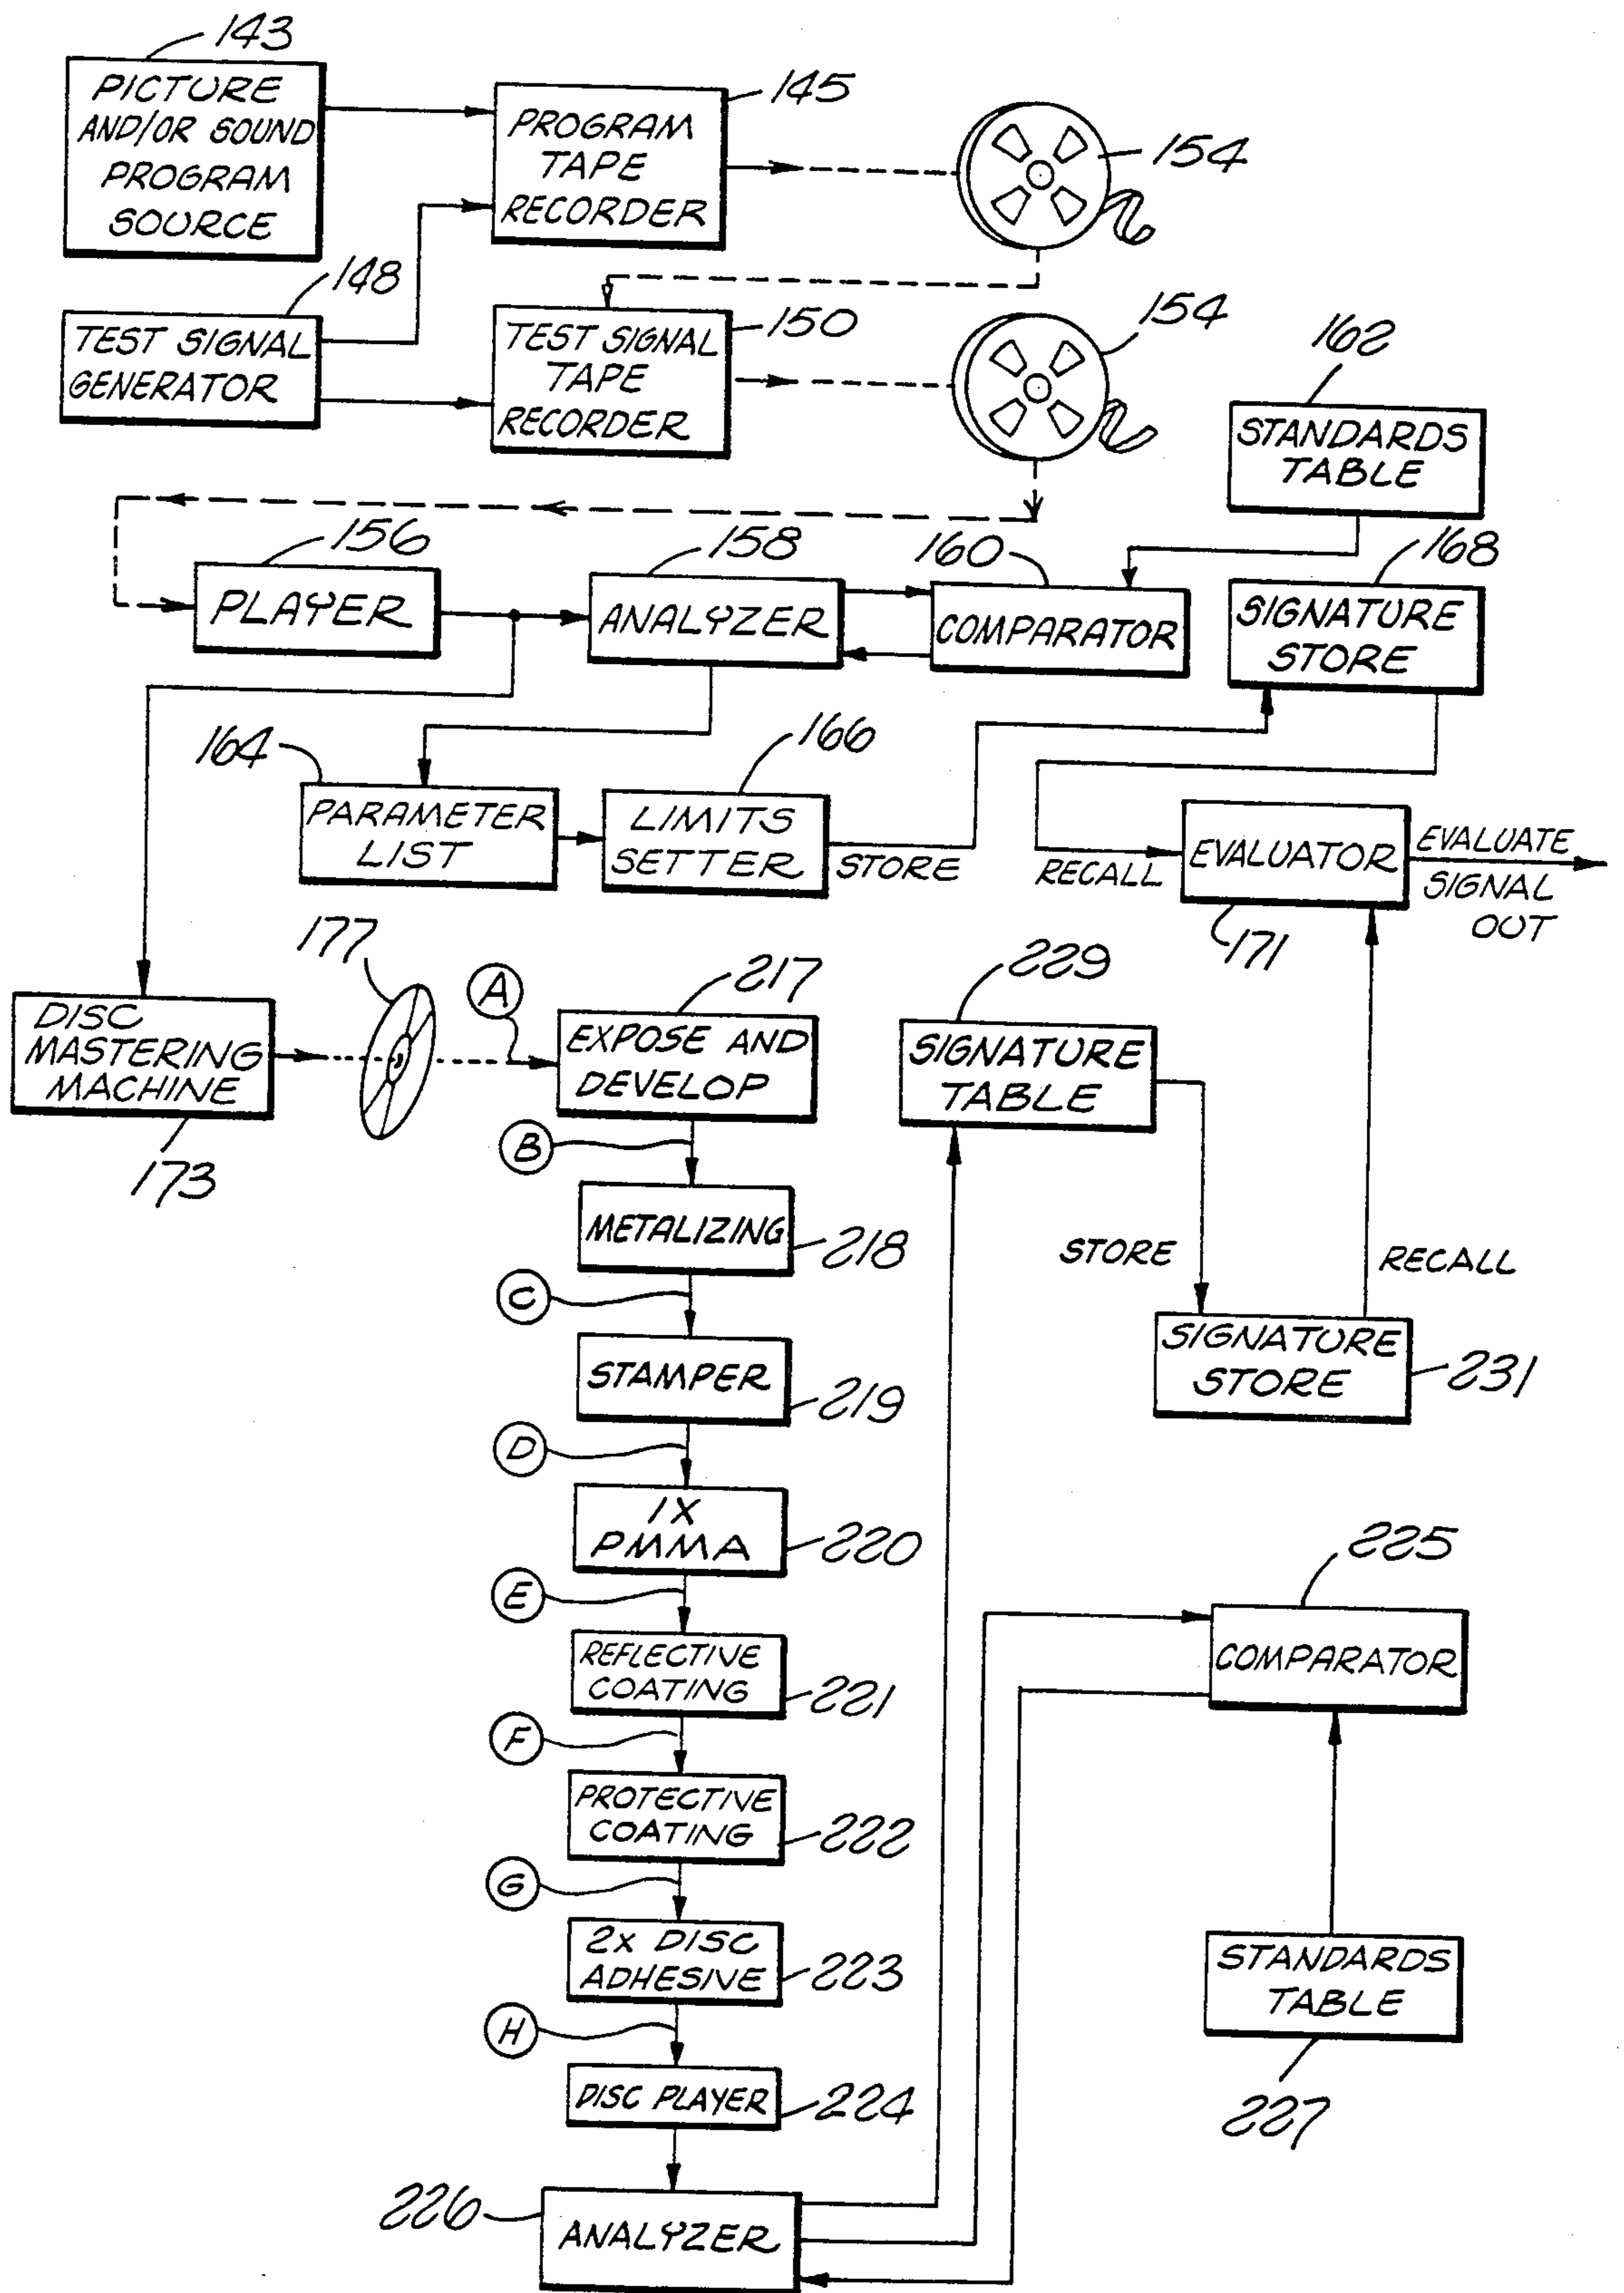 143
PICTURE
AND/OR SOUND
PROGRAM
SOURCE
145
PROGRAM
TAPE
RECORDER
154
148
TEST SIGNAL
GENERATOR
150
TEST SIGNAL
TAPE
RECORDER
154
162
STANDARDS
TABLE
156
PLAYER
158
ANALYZER
160
COMPARATOR
168
SIGNATURE
STORE
164
PARAMETER
LIST
166
LIMITS
SETTER
STORE
RECALL
EVALUATOR
171
EVALUATE
SIGNAL
OUT
DISC
MASTERING
MACHINE
173
177
A
217
EXPOSE AND
DEVELOP
229
SIGNATURE
TABLE
B
METALIZING
218
STORE
RECALL
C
STAMPER
219
SIGNATURE
STORE
231
D
1X
PMMA
220
E
REFLECTIVE
COATING
221
225
COMPARATOR
F
PROTECTIVE
COATING
222
G
2X DISC
ADHESIVE
223
STANDARDS
TABLE
227
H
DISC PLAYER
224
226
ANALYZER